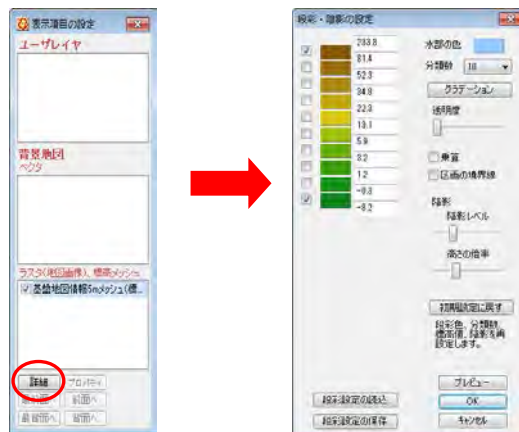 表示項目の設定
ユーザレイヤ
背景地図
ベクタ
ラスタ(地図画像)、標高メッシュ
基盤地図情報5mメッシュ(標...
詳細
プロパティ
最前面へ
前面へ
最背面へ
背面へ
段彩・陰影の設定
233.8
81.4
52.3
34.9
22.3
13.1
5.9
3.2
1.2
-0.3
-8.2
水部の色
分類数 10
グラデーション
透明度
乗算
区画の境界線
陰影
陰影レベル
高さの倍率
初期設定に戻す
段彩色、分類数、
標高値、陰影を再
設定します。
プレビュー
段彩設定の読込
OK
段彩設定の保存
キャンセル